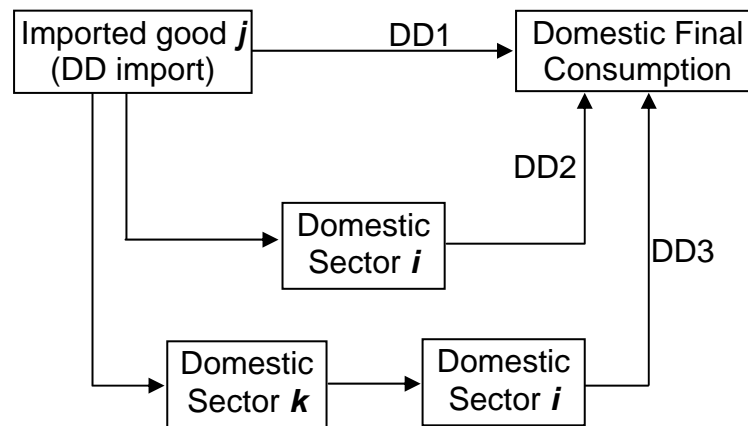 Imported good j
(DD import)
DD1
Domestic Final
Consumption
DD2
Domestic
Sector i
DD3
Domestic
Sector k
Domestic
Sector i